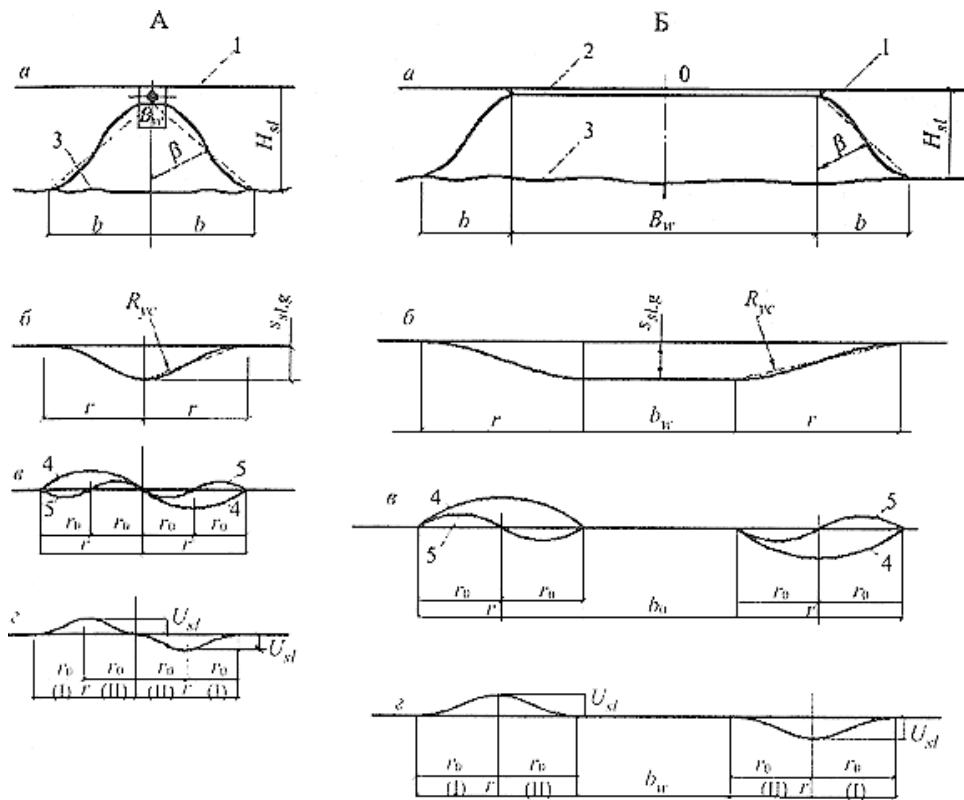 А
Б
а
1
B_w
H_sl
3
β
b
b
а
2
0
1
3
β
H_sl
b
B_w
b
б
R_yc
s_sl,g
r
r
б
s_sl,g
R_yc
r
b_w
r
в
4
5
5
4
r_0
r_0
r_0
r_0
r
r
в
4
5
5
4
r_0
r_0
r_0
r_0
r
r
г
U_sl
U_sl
r_0
r_0
r_0
r_0
(I)
r
(II)
(II)
r
(I)
г
U_sl
U_sl
r_0
r_0
r_0
r_0
(I)
r
(II)
b_w
(II)
r
(I)